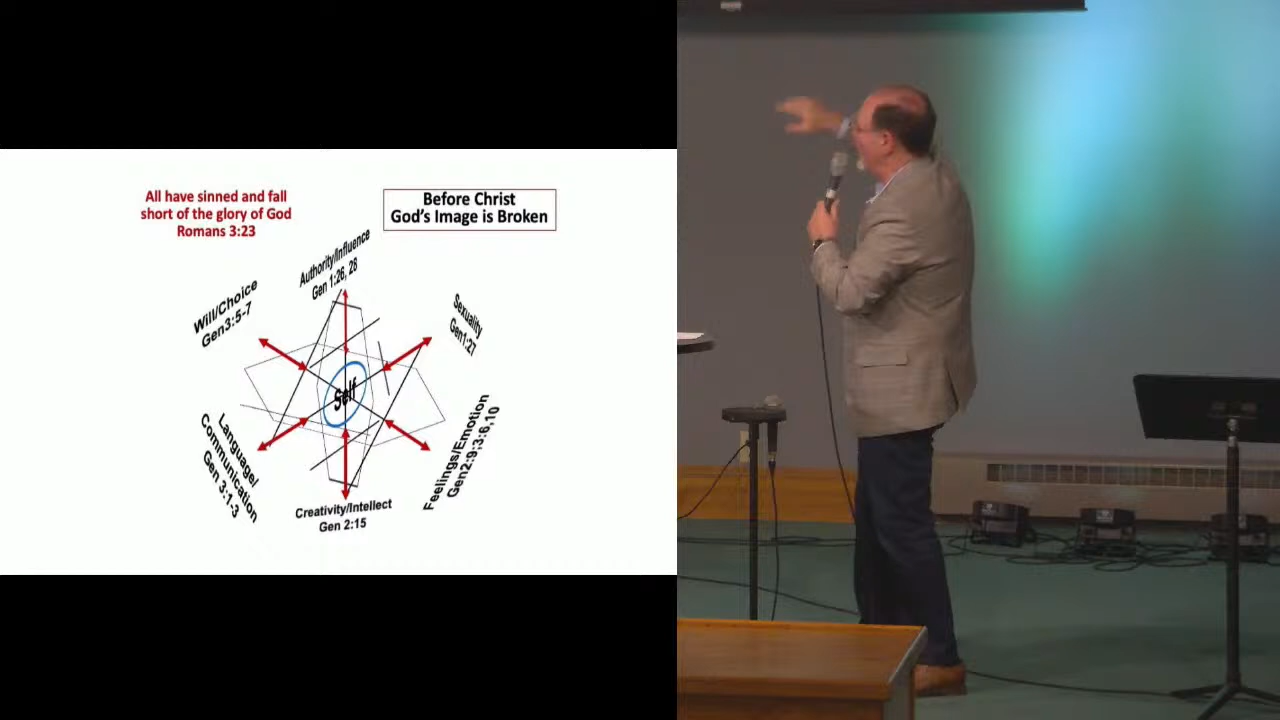 All have sinned and fall
short of the glory of God
Romans 3:23
Before Christ
God's Image is Broken
Authority/Influence
Gen 1:26, 28
Will/Choice
Gen3:5-7
Sexuality
Gen1:27
Self
Language/
Communication
Gen 3:1-3
Feelings/Emotion
Gen2:9;3:6,10
Creativity/Intellect
Gen 2:15